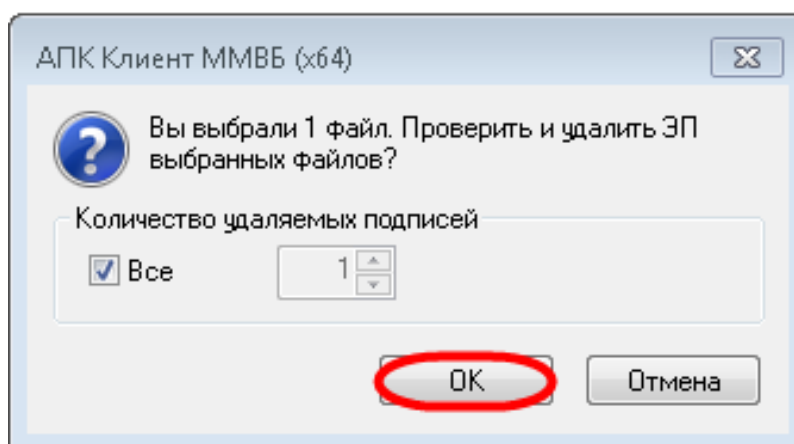 АПК Клиент ММВБ (x64)
Вы выбрали 1 файл. Проверить и удалить ЭП
выбранных файлов?
Количество удаляемых подписей
Все 1
OK Отмена